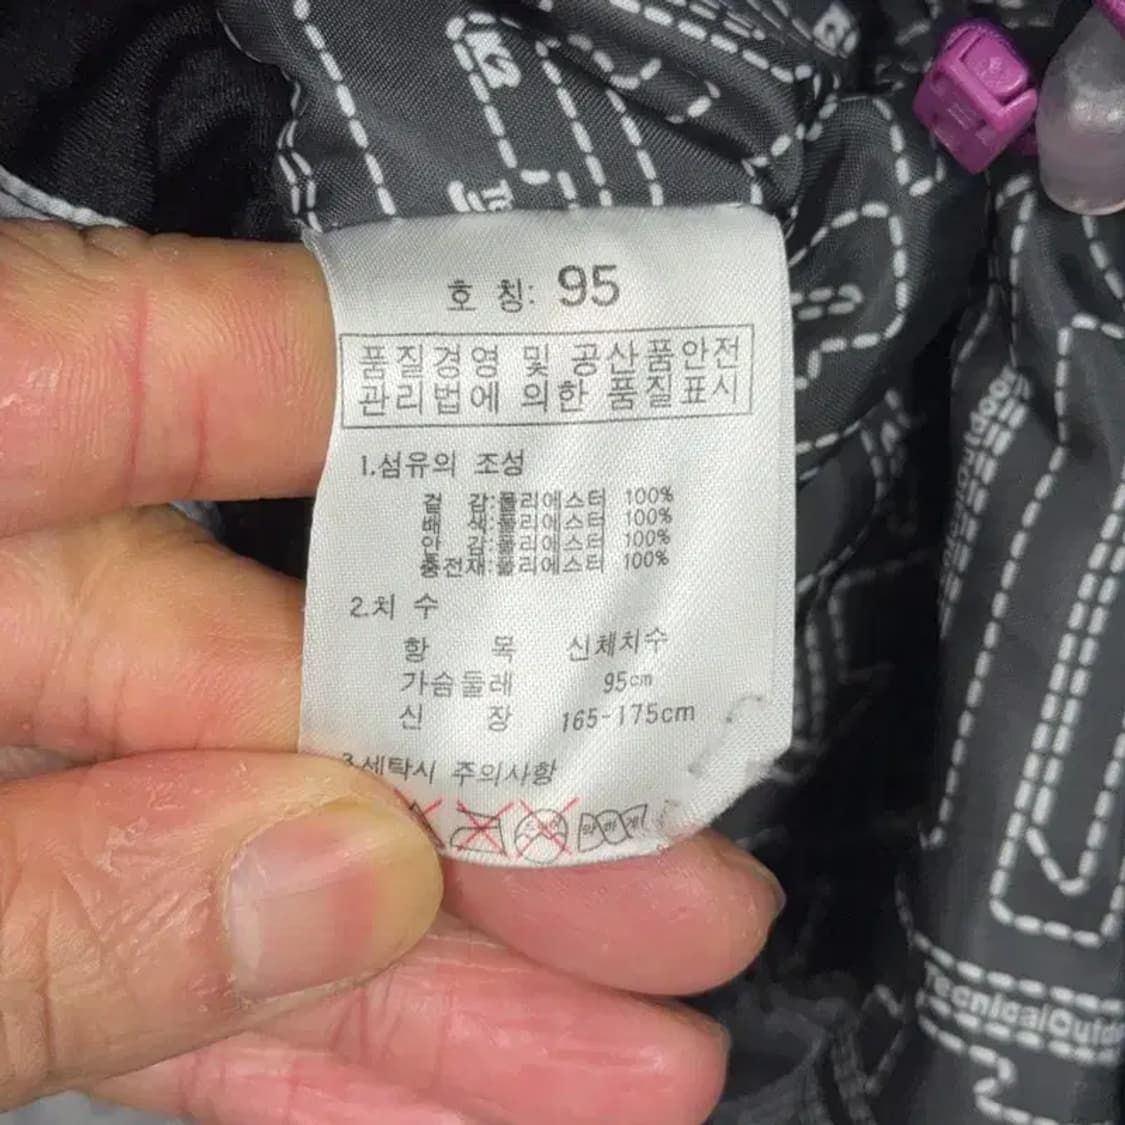 호 칭: 95
품질경영 및 공산품안전
관리법에 의한 품질표시
1.섬유의 조성
겉 감:폴리에스터 100%
배 색:폴리에스터 100%
안 감:폴리에스터 100%
충전재:폴리에스터 100%
2.치 수
항 목 신체치수
가슴둘레 95cm
신 장 165-175cm
3.세탁시 주의사항
약하게
TecnicalOutdo